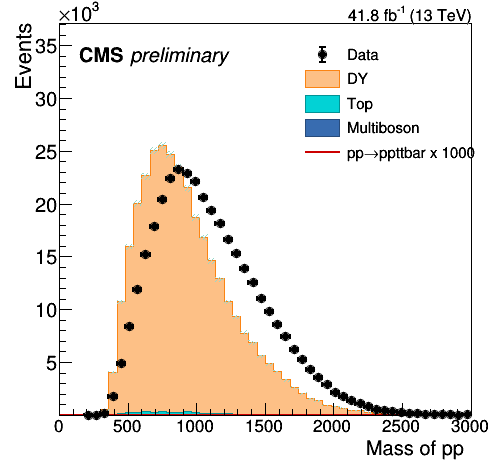 ×10³
41.8 fb⁻¹ (13 TeV)
Events
CMS preliminary
Data
DY
Top
Multiboson
pp→ppttbar x 1000
35
30
25
20
15
10
5
0
0 500 1000 1500 2000 2500 3000
Mass of pp